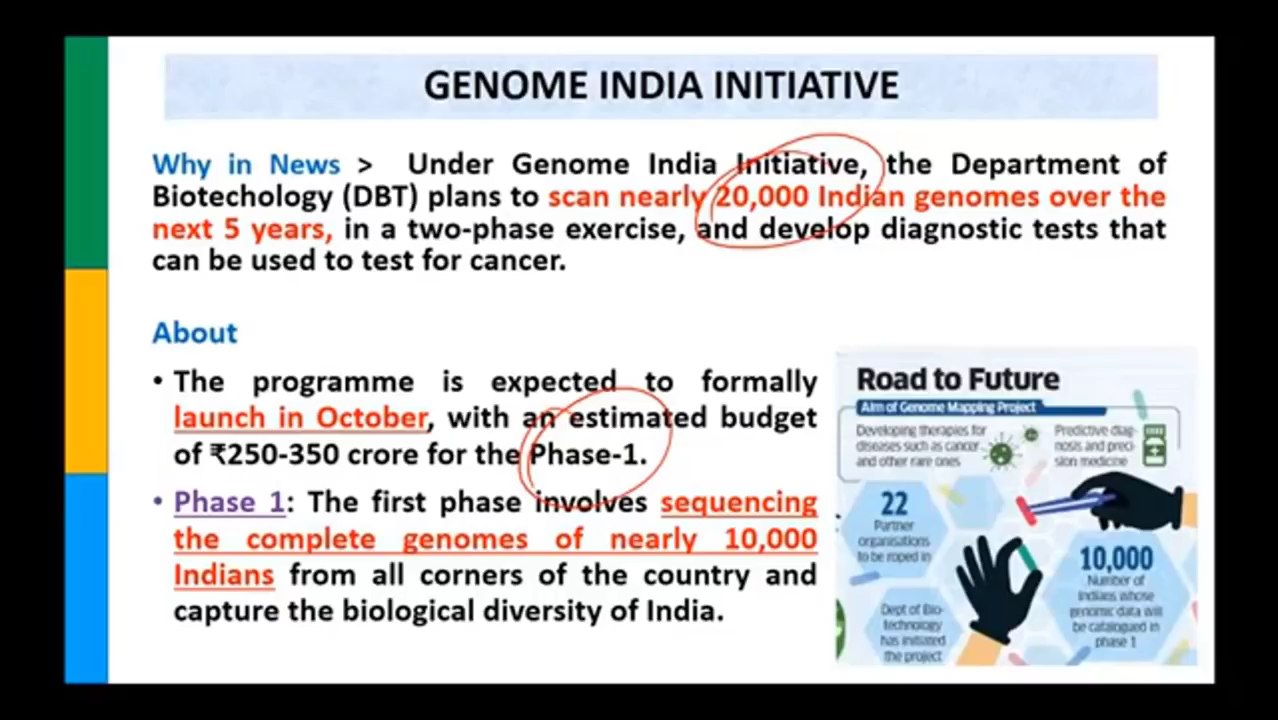 GENOME INDIA INITIATIVE
Why in News > Under Genome India Initiative, the Department of
Biotechology (DBT) plans to scan nearly 20,000 Indian genomes over the
next 5 years, in a two-phase exercise, and develop diagnostic tests that
can be used to test for cancer.
About
• The programme is expected to formally
launch in October, with an estimated budget
of ₹250-350 crore for the Phase-1.
• Phase 1: The first phase involves sequencing
the complete genomes of nearly 10,000
Indians from all corners of the country and
capture the biological diversity of India.
Road to Future
Aim of Genome Mapping Project
Developing therapies for
diseases such as cancer
and other rare ones
Predictive diag-
nosis and preci-
sion medicine
22
Partner
organisations
to be roped in
10,000
Number of
Indians whose
genomic data will
be catalogued in
phase 1
Dept of Bio-
technology
has initiated
the project